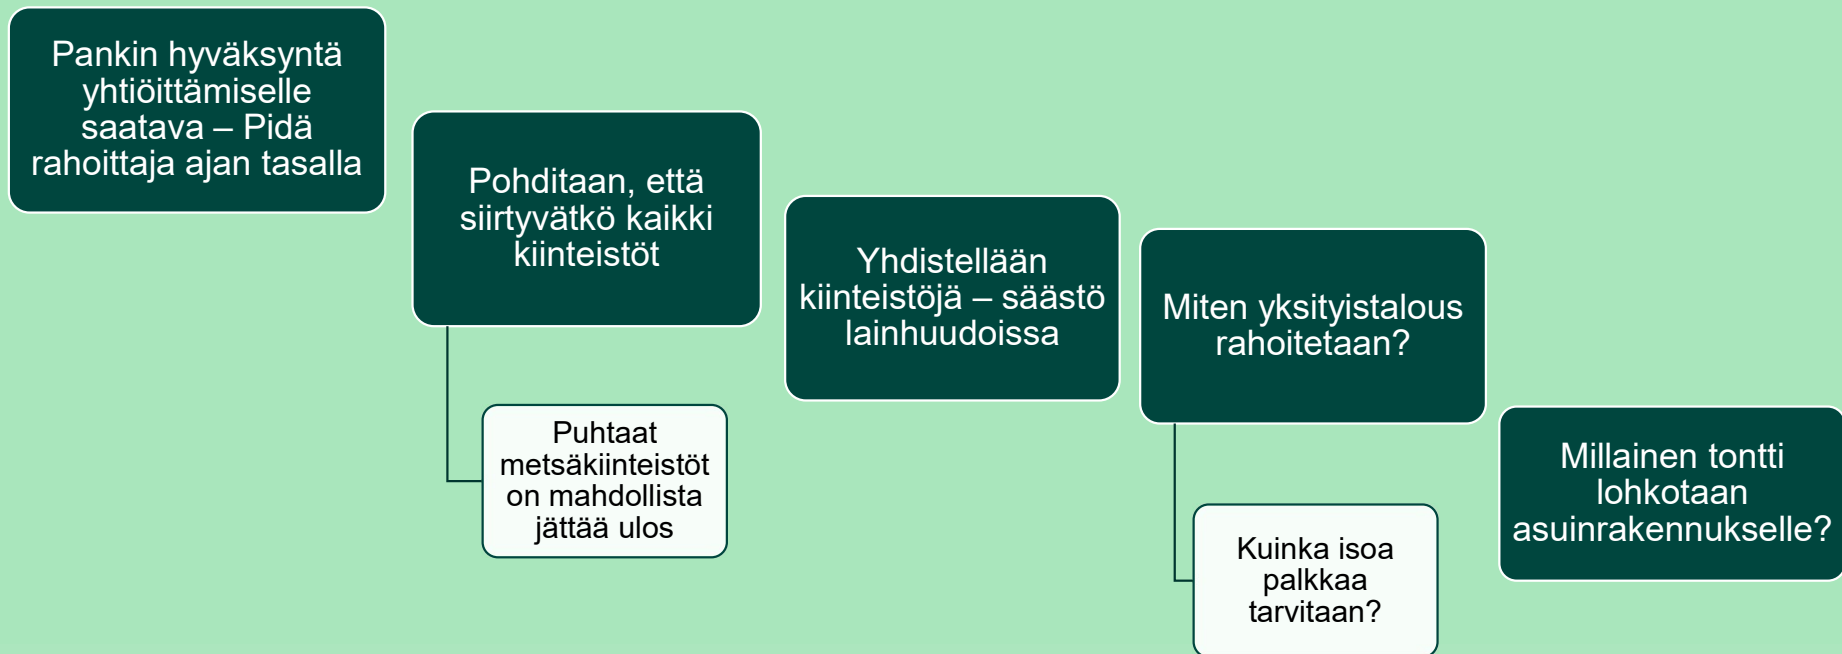 Pankin hyväksyntä
yhtiöittämiselle
saatava – Pidä
rahoittaja ajan tasalla
Pohditaan, että
siirtyvätkö kaikki
kiinteistöt
Puhtaat
metsäkiinteistöt
on mahdollista
jättää ulos
Yhdistellään
kiinteistöjä – säästö
lainhuudoissa
Miten yksityistalous
rahoitetaan?
Kuinka isoa
palkkaa
tarvitaan?
Millainen tontti
lohkotaan
asuinrakennukselle?